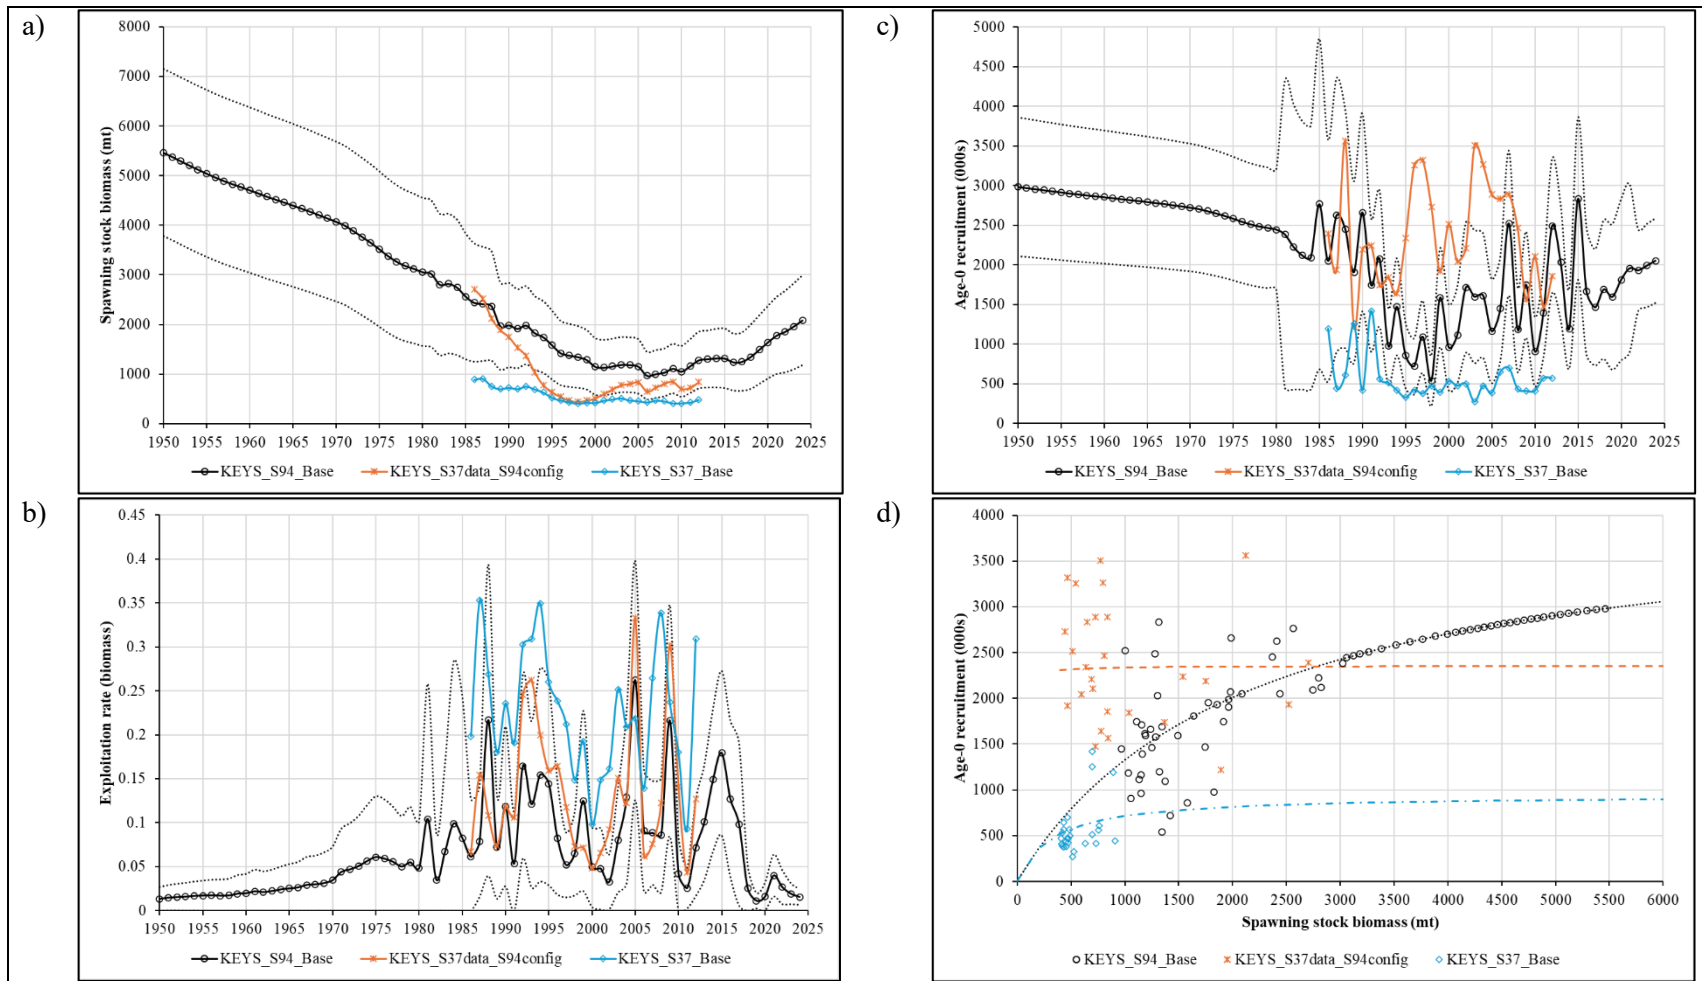 a)
Spawning stock biomass (mt)
8000
7000
6000
5000
4000
3000
2000
1000
0
1950 1955 1960 1965 1970 1975 1980 1985 1990 1995 2000 2005 2010 2015 2020 2025
KEYS_S94_Base KEYS_S37data_S94config KEYS_S37_Base
b)
Exploitation rate (biomass)
0.45
0.4
0.35
0.3
0.25
0.2
0.15
0.1
0.05
0
1950 1955 1960 1965 1970 1975 1980 1985 1990 1995 2000 2005 2010 2015 2020 2025
KEYS_S94_Base KEYS_S37data_S94config KEYS_S37_Base
c)
Age-0 recruitment (000s)
5000
4500
4000
3500
3000
2500
2000
1500
1000
500
0
1950 1955 1960 1965 1970 1975 1980 1985 1990 1995 2000 2005 2010 2015 2020 2025
KEYS_S94_Base KEYS_S37data_S94config KEYS_S37_Base
d)
Age-0 recruitment (000s)
4000
3500
3000
2500
2000
1500
1000
500
0
0 500 1000 1500 2000 2500 3000 3500 4000 4500 5000 5500 6000
Spawning stock biomass (mt)
KEYS_S94_Base KEYS_S37data_S94config KEYS_S37_Base